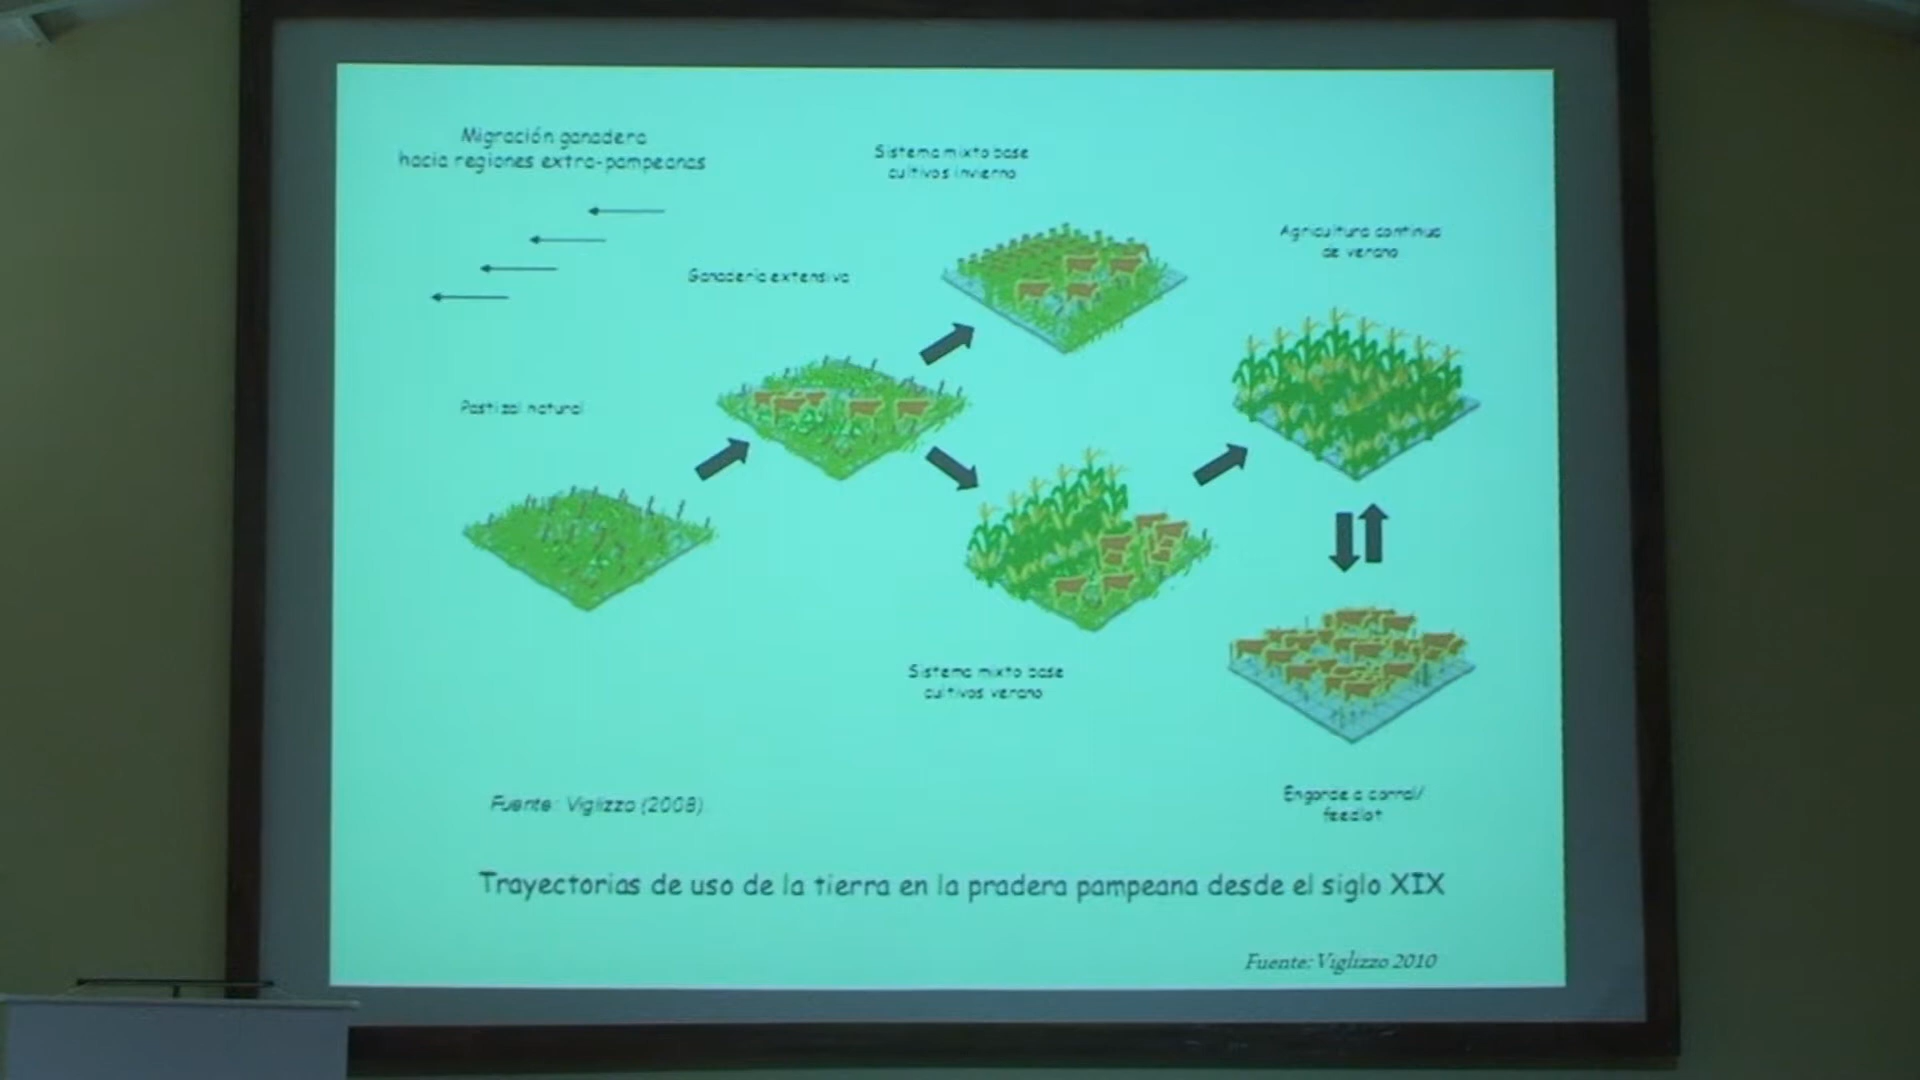 Migración ganadera
hacia regiones extra-pampeanas
Sistema mixto base
cultivos invierno
Agricultura continua
de verano
Ganadería extensiva
Pastizal natural
Sistema mixto base
cultivos verano
Engorde a corral/
feedlot
Fuente: Viglizzo (2008).
Trayectorias de uso de la tierra en la pradera pampeana desde el siglo XIX
Fuente: Viglizzo 2010